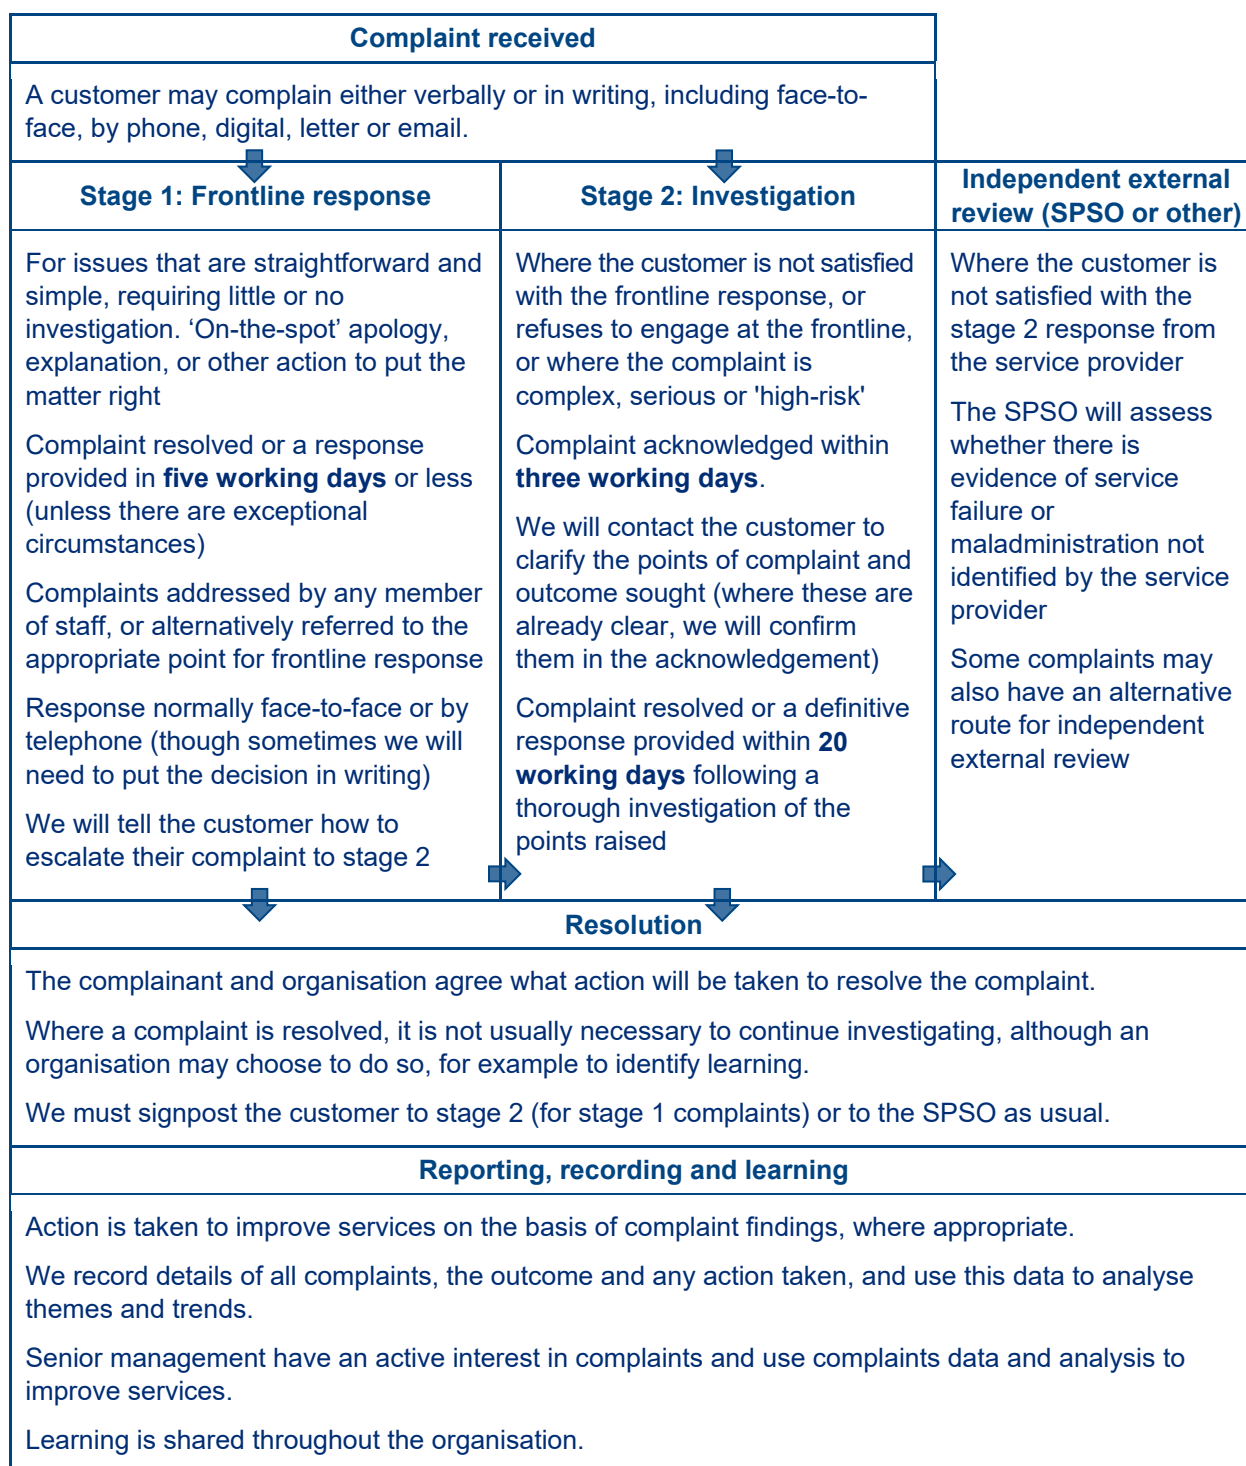 Complaint received
A customer may complain either verbally or in writing, including face-to-
face, by phone, digital, letter or email.
Stage 1: Frontline response
For issues that are straightforward and
simple, requiring little or no
investigation. ‘On-the-spot’ apology,
explanation, or other action to put the
matter right
Complaint resolved or a response
provided in five working days or less
(unless there are exceptional
circumstances)
Complaints addressed by any member
of staff, or alternatively referred to the
appropriate point for frontline response
Response normally face-to-face or by
telephone (though sometimes we will
need to put the decision in writing)
We will tell the customer how to
escalate their complaint to stage 2
Stage 2: Investigation
Where the customer is not satisfied
with the frontline response, or
refuses to engage at the frontline,
or where the complaint is
complex, serious or 'high-risk'
Complaint acknowledged within
three working days.
We will contact the customer to
clarify the points of complaint and
outcome sought (where these are
already clear, we will confirm
them in the acknowledgement)
Complaint resolved or a definitive
response provided within 20
working days following a
thorough investigation of the
points raised
Independent external
review (SPSO or other)
Where the customer is
not satisfied with the
stage 2 response from
the service provider
The SPSO will assess
whether there is
evidence of service
failure or
maladministration not
identified by the service
provider
Some complaints may
also have an alternative
route for independent
external review
Resolution
The complainant and organisation agree what action will be taken to resolve the complaint.
Where a complaint is resolved, it is not usually necessary to continue investigating, although an
organisation may choose to do so, for example to identify learning.
We must signpost the customer to stage 2 (for stage 1 complaints) or to the SPSO as usual.
Reporting, recording and learning
Action is taken to improve services on the basis of complaint findings, where appropriate.
We record details of all complaints, the outcome and any action taken, and use this data to analyse
themes and trends.
Senior management have an active interest in complaints and use complaints data and analysis to
improve services.
Learning is shared throughout the organisation.